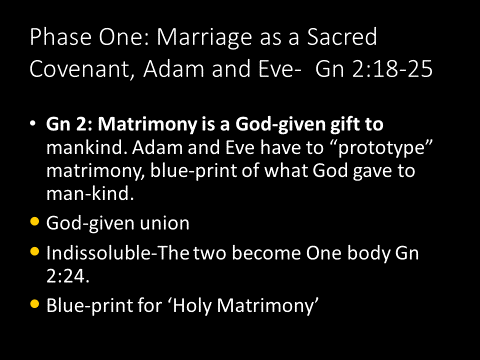 Phase One: Marriage as a Sacred
Covenant, Adam and Eve-  Gn 2:18-25
• Gn 2: Matrimony is a God-given gift to
mankind. Adam and Eve have to “prototype”
matrimony, blue-print of what God gave to
man-kind.
• God-given union
• Indissoluble-The two become One body Gn
2:24.
• Blue-print for ‘Holy Matrimony’